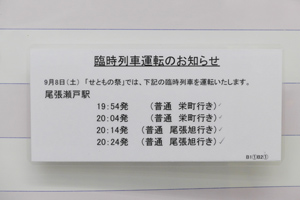 臨時列車運転のお知らせ
9月8日(土)「せともの祭」では、下記の臨時列車を運転いたします。
尾張瀬戸駅
19:54発 (普通 栄町行き)✓
20:04発 (普通 栄町行き)✓
20:14発 (普通 尾張旭行き)✓
20:24発 (普通 尾張旭行き)✓